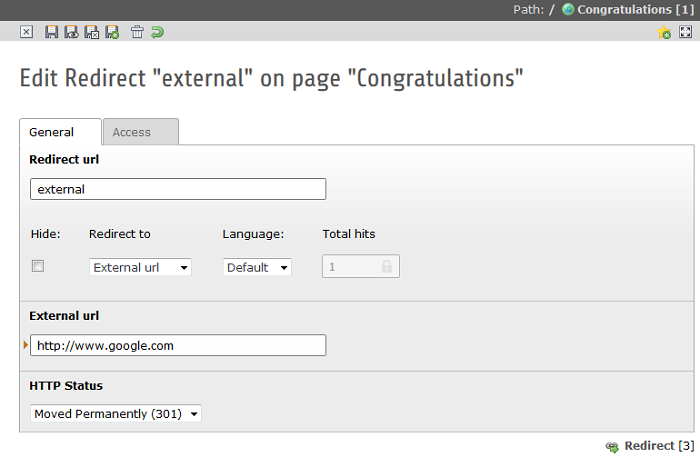 Path: / Congratulations [1]
Edit Redirect "external" on page "Congratulations"
General Access
Redirect url
external
Hide: Redirect to Language: Total hits
External url Default 1
External url
http://www.google.com
HTTP Status
Moved Permanently (301)
Redirect [3]